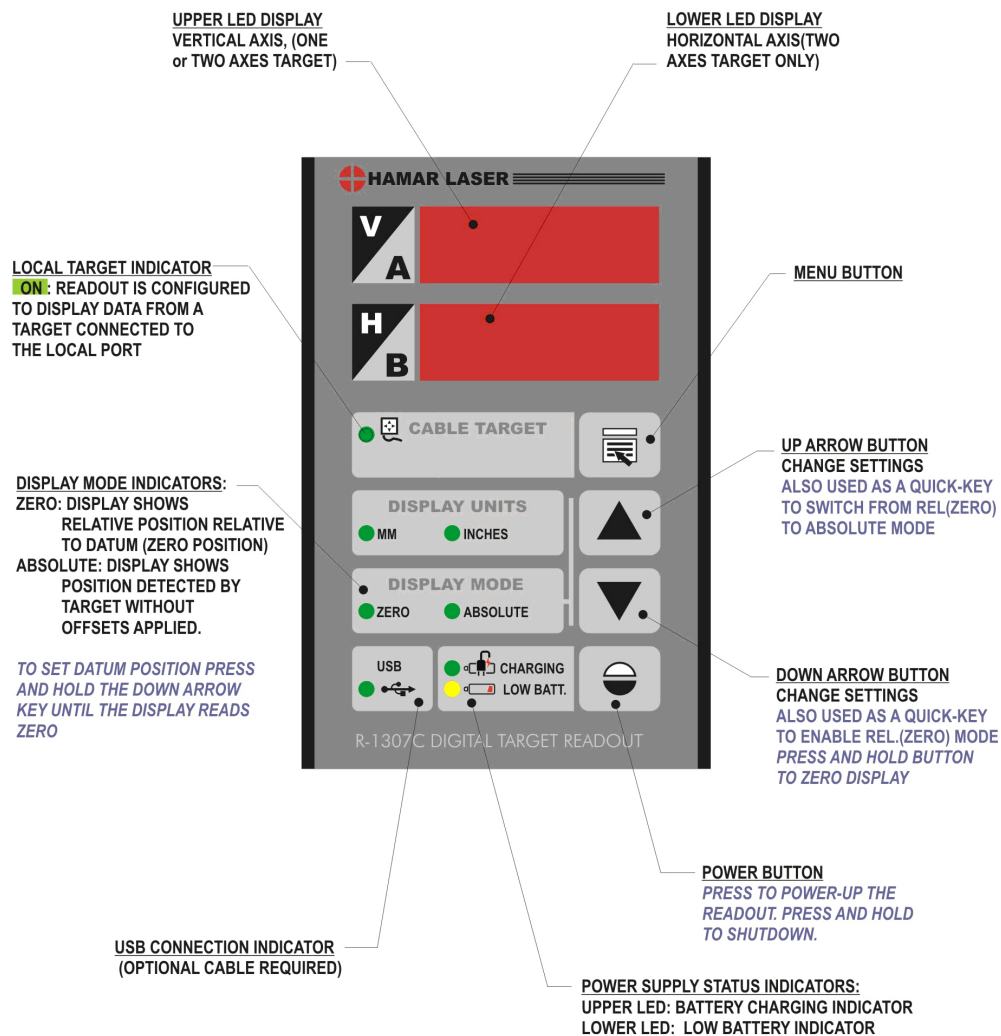 UPPER LED DISPLAY
VERTICAL AXIS, (ONE
or TWO AXES TARGET)
LOWER LED DISPLAY
HORIZONTAL AXIS(TWO
AXES TARGET ONLY)
HAMAR LASER
V
A
H
B
LOCAL TARGET INDICATOR
ON : READOUT IS CONFIGURED
TO DISPLAY DATA FROM A
TARGET CONNECTED TO
THE LOCAL PORT
MENU BUTTON
CABLE TARGET
UP ARROW BUTTON
CHANGE SETTINGS
ALSO USED AS A QUICK-KEY
TO SWITCH FROM REL(ZERO)
TO ABSOLUTE MODE
DISPLAY MODE INDICATORS:
ZERO: DISPLAY SHOWS
RELATIVE POSITION RELATIVE
TO DATUM (ZERO POSITION)
ABSOLUTE: DISPLAY SHOWS
POSITION DETECTED BY
TARGET WITHOUT
OFFSETS APPLIED.
TO SET DATUM POSITION PRESS
AND HOLD THE DOWN ARROW
KEY UNTIL THE DISPLAY READS
ZERO
DISPLAY UNITS
MM INCHES
DISPLAY MODE
ZERO ABSOLUTE
USB
CHARGING
LOW BATT.
R-1307C DIGITAL TARGET READOUT
DOWN ARROW BUTTON
CHANGE SETTINGS
ALSO USED AS A QUICK-KEY
TO ENABLE REL.(ZERO) MODE
PRESS AND HOLD BUTTON
TO ZERO DISPLAY
POWER BUTTON
PRESS TO POWER-UP THE
READOUT. PRESS AND HOLD
TO SHUTDOWN.
USB CONNECTION INDICATOR
(OPTIONAL CABLE REQUIRED)
POWER SUPPLY STATUS INDICATORS:
UPPER LED: BATTERY CHARGING INDICATOR
LOWER LED: LOW BATTERY INDICATOR